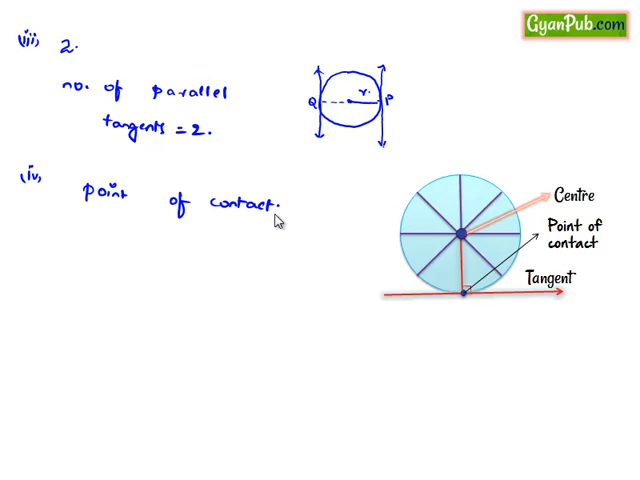 GyanPub.com
(iii) 2.
no. of parallel
tangents = 2.
r.
Q
P
(iv) point of contact.
Centre
Point of
contact
Tangent